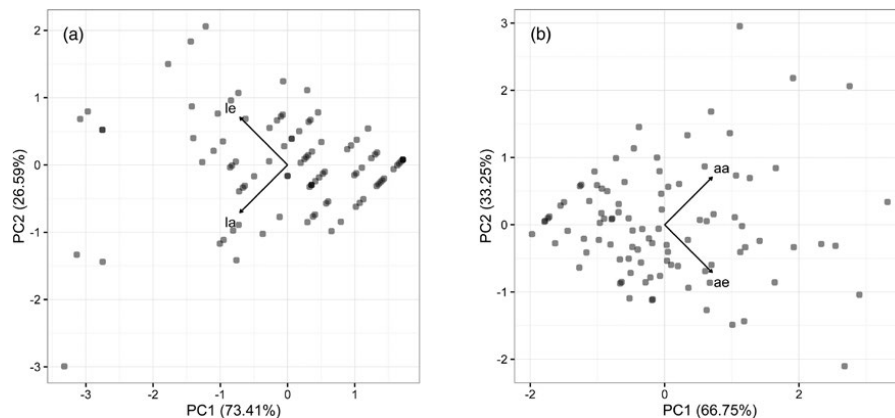 (a)
2
1
0
-1
-2
-3
PC2 (26.59%)
le
la
-3
-2
-1
0
1
PC1 (73.41%)
(b)
3
2
1
0
-1
-2
PC2 (33.25%)
aa
ae
-2
0
2
PC1 (66.75%)